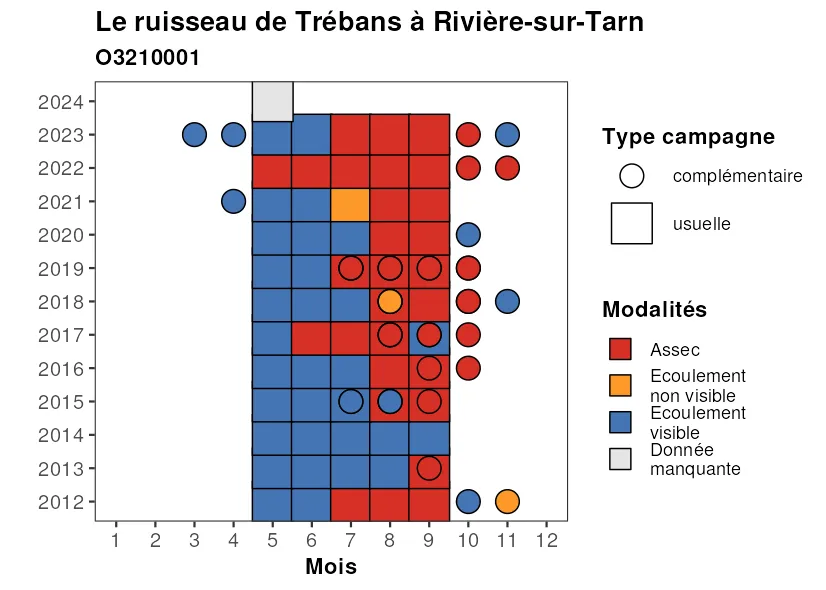 Le ruisseau de Trébans à Rivière-sur-Tarn
O3210001
2024
2023
2022
2021
2020
2019
2018
2017
2016
2015
2014
2013
2012
1 2 3 4 5 6 7 8 9 10 11 12
Mois
Type campagne
complémentaire
usuelle
Modalités
Assec
Ecoulement
non visible
Ecoulement
visible
Donnée
manquante